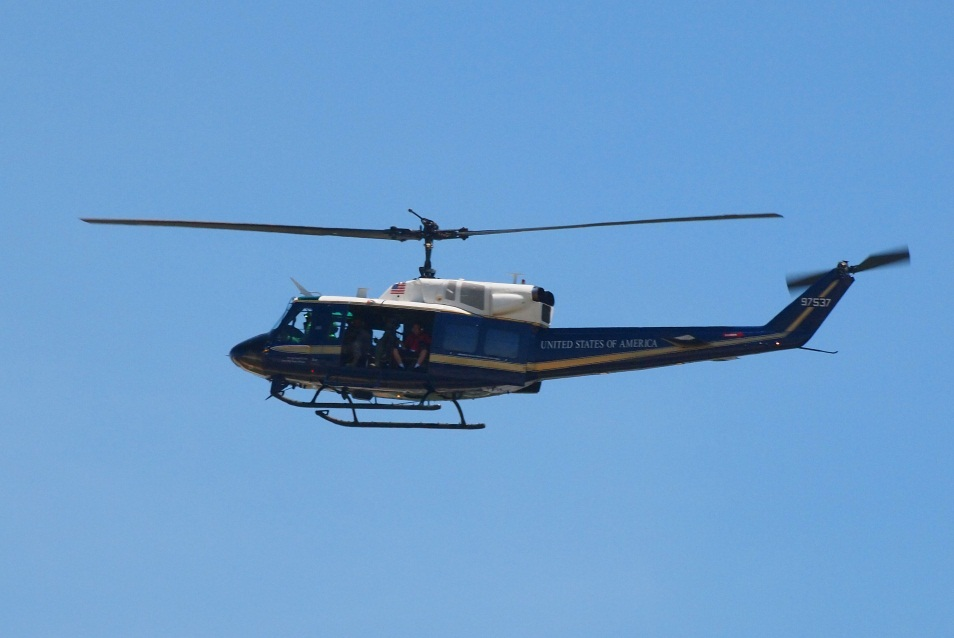 97537
UNITED STATES OF AMERICA